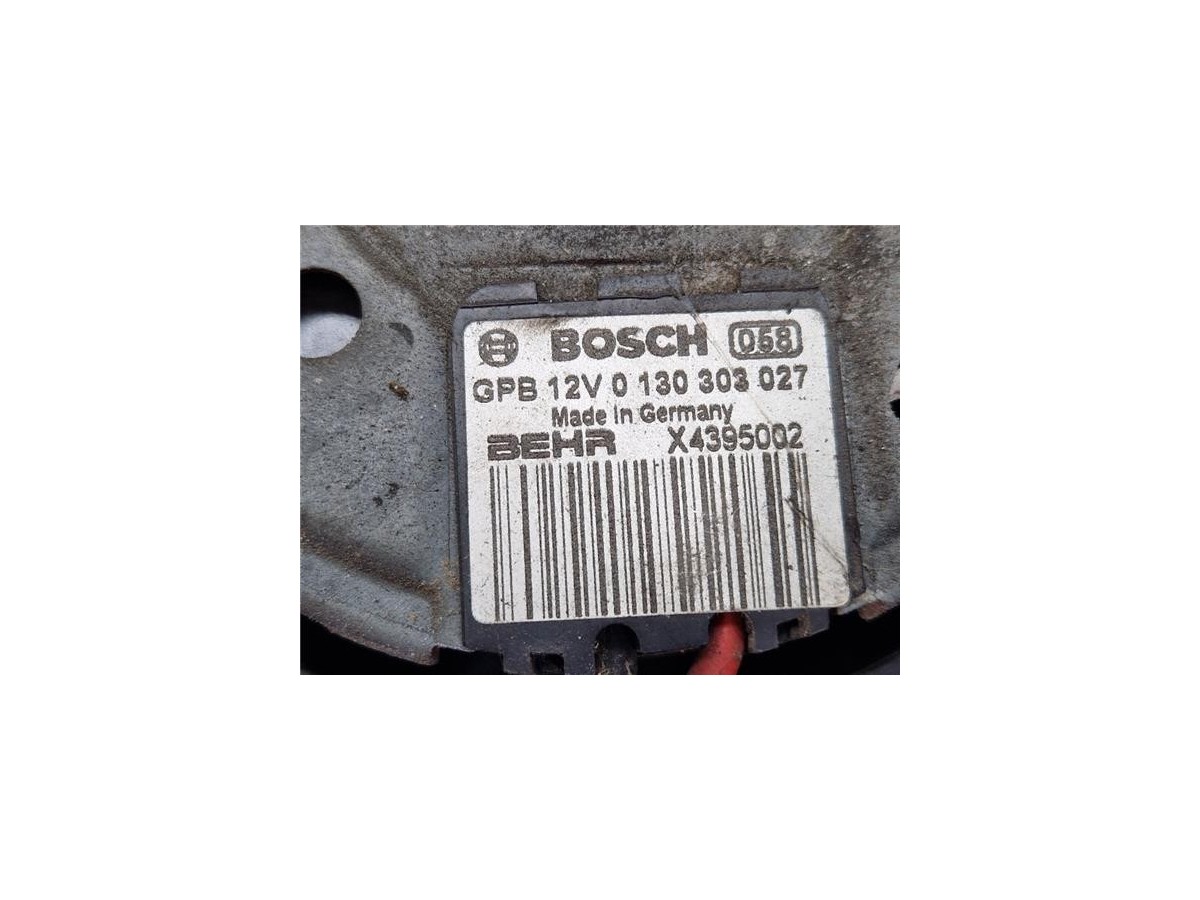 BOSCH 058
GPB 12V 0 130 303 027
Made in Germany
BEHR X4395002